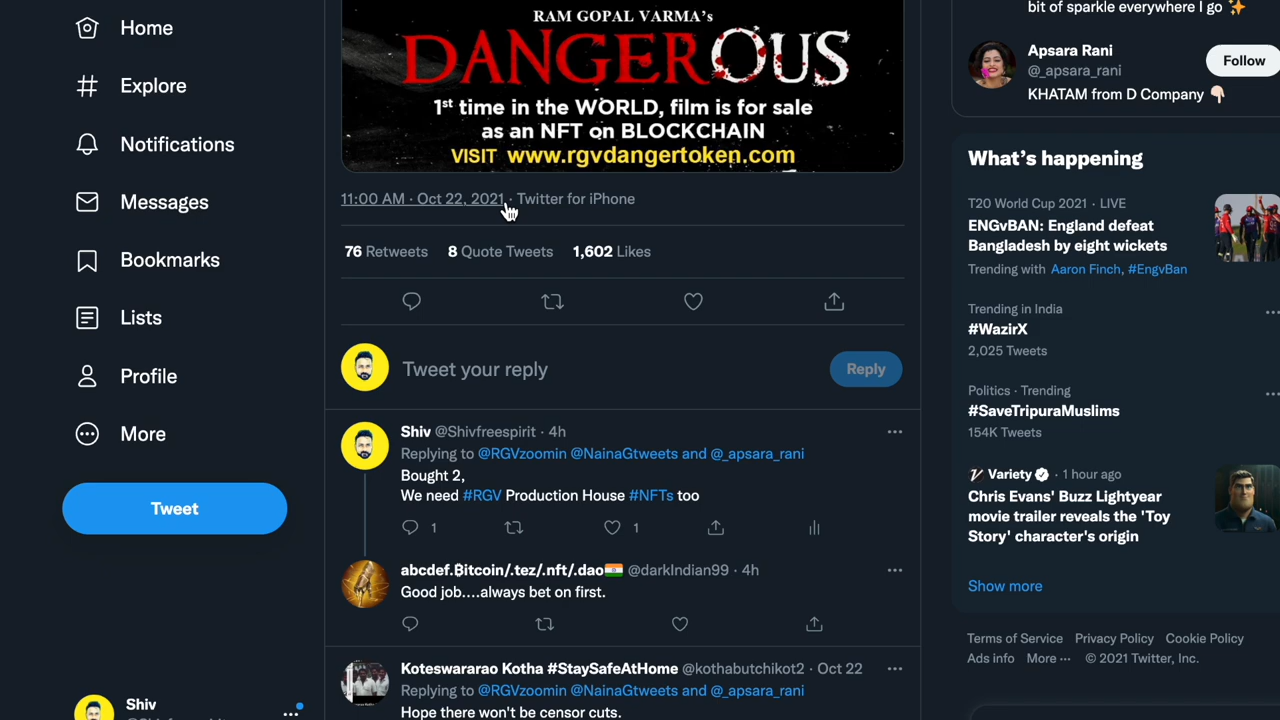 Home
Explore
Notifications
Messages
Bookmarks
Lists
Profile
More
Tweet
Shiv
RAM GOPAL VARMA's
DANGEROUS
1st time in the WORLD, film is for sale
as an NFT on BLOCKCHAIN
VISIT www.rgvdangertoken.com
11:00 AM · Oct 22, 2021 · Twitter for iPhone
76 Retweets 8 Quote Tweets 1,602 Likes
Tweet your reply
Reply
Shiv @Shivfreespirit · 4h
Replying to @RGVzoomin @NainaGtweets and @_apsara_rani
Bought 2,
We need #RGV Production House #NFTs too
1 1
abcdef.₿itcoin/.tez/.nft/.dao🇮🇳 @darkIndian99 · 4h
Good job....always bet on first.
Koteswararao Kotha #StaySafeAtHome @kothabutchikot2 · Oct 22
Replying to @RGVzoomin @NainaGtweets and @_apsara_rani
Hope there won't be censor cuts.
bit of sparkle everywhere I go ✨
Apsara Rani
@_apsara_rani
Follow
KHATAM from D Company 👇🏻
What's happening
T20 World Cup 2021 · LIVE
ENGvBAN: England defeat
Bangladesh by eight wickets
Trending with Aaron Finch, #EngvBan
Trending in India
#WazirX
2,025 Tweets
Politics · Trending
#SaveTripuraMuslims
154K Tweets
Variety · 1 hour ago
Chris Evans' Buzz Lightyear
movie trailer reveals the 'Toy
Story' character's origin
Show more
Terms of Service Privacy Policy Cookie Policy
Ads info More ··· © 2021 Twitter, Inc.